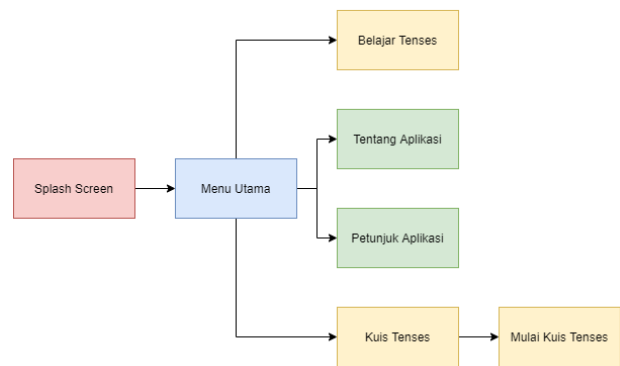 Belajar Tenses
Tentang Aplikasi
Splash Screen
Menu Utama
Petunjuk Aplikasi
Kuis Tenses
Mulai Kuis Tenses